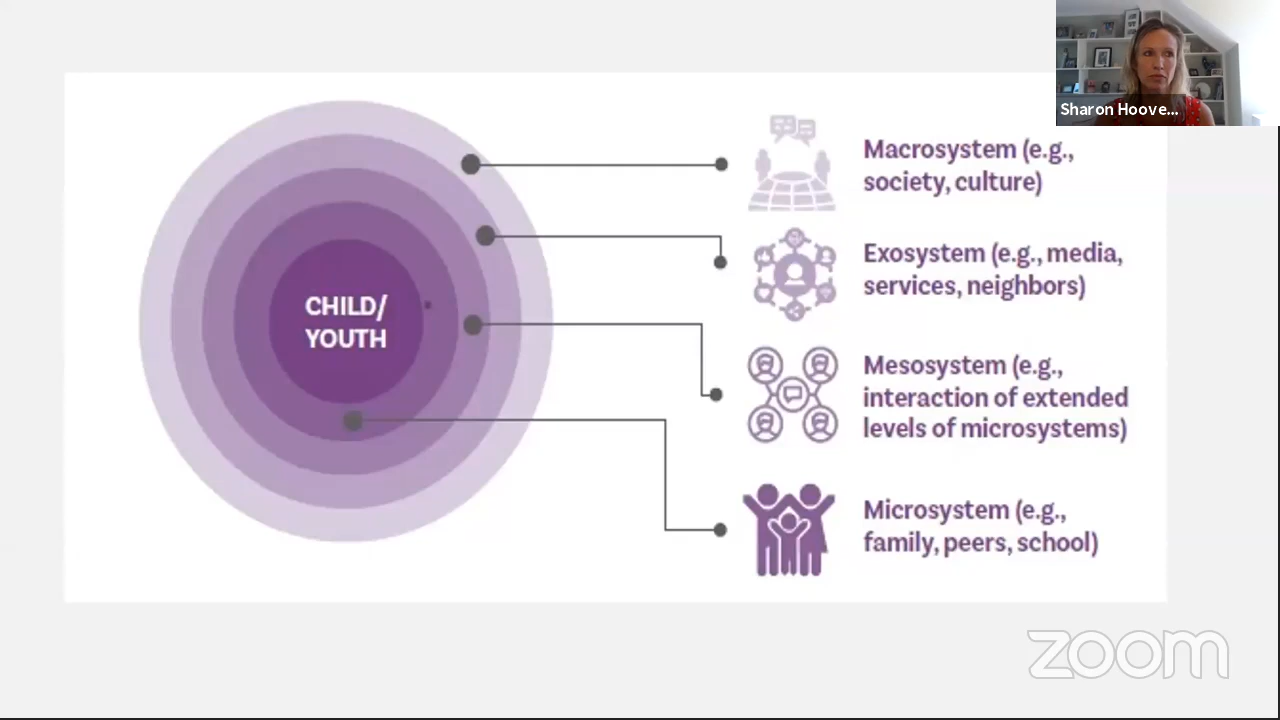 Sharon Hoove...
CHILD/
YOUTH
Macrosystem (e.g.,
society, culture)
Exosystem (e.g., media,
services, neighbors)
Mesosystem (e.g.,
interaction of extended
levels of microsystems)
Microsystem (e.g.,
family, peers, school)
zoom